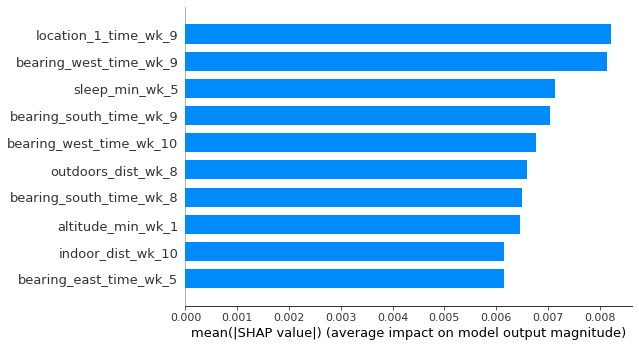 location_1_time_wk_9
bearing_west_time_wk_9
sleep_min_wk_5
bearing_south_time_wk_9
bearing_west_time_wk_10
outdoors_dist_wk_8
bearing_south_time_wk_8
altitude_min_wk_1
indoor_dist_wk_10
bearing_east_time_wk_5
0.000 0.001 0.002 0.003 0.004 0.005 0.006 0.007 0.008
mean(|SHAP value|) (average impact on model output magnitude)